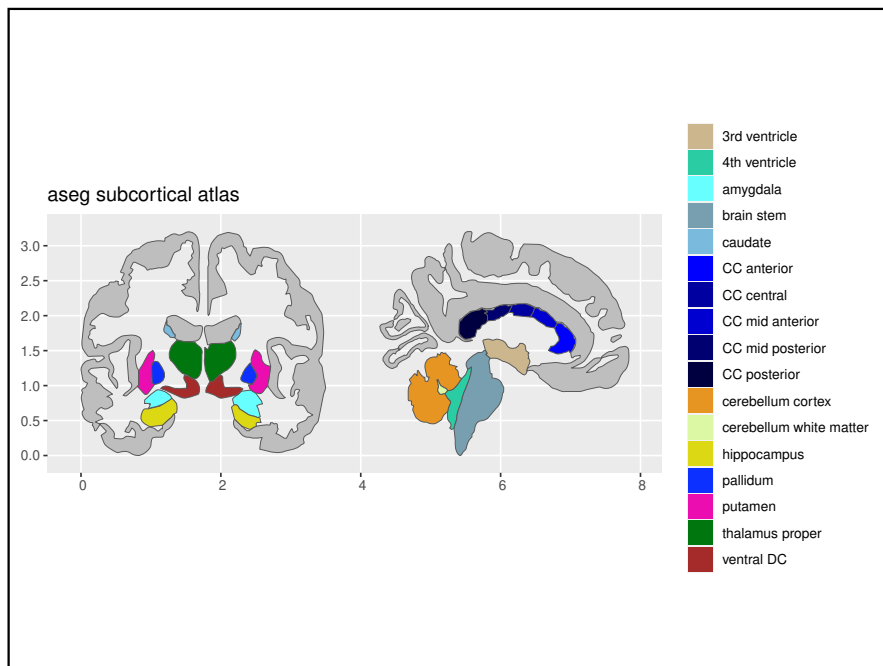 aseg subcortical atlas
3.0
2.5
2.0
1.5
1.0
0.5
0.0
0
2
4
6
8
3rd ventricle
4th ventricle
amygdala
brain stem
caudate
CC anterior
CC central
CC mid anterior
CC mid posterior
CC posterior
cerebellum cortex
cerebellum white matter
hippocampus
pallidum
putamen
thalamus proper
ventral DC